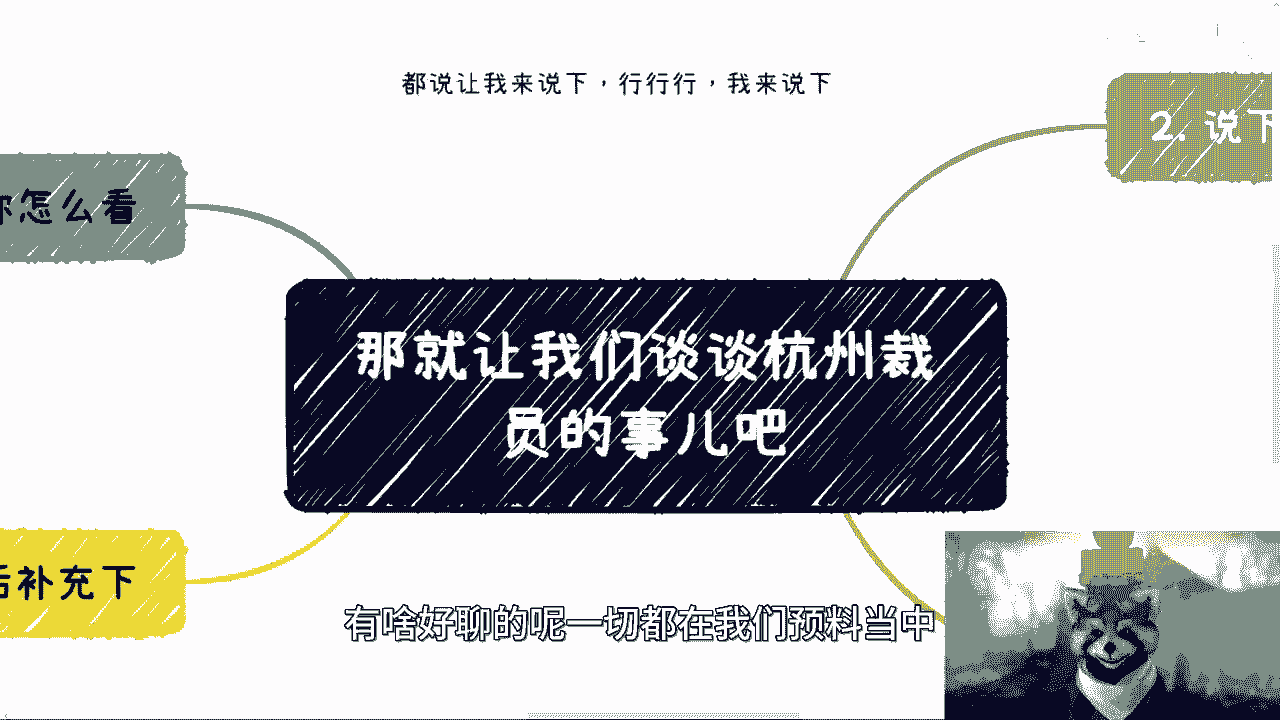 都说让我来说下，行行行，我来说下
2. 说下
怎么看
那就让我们谈谈杭州裁
员的事儿吧
补充下
有啥好聊的呢一切都在我们预料当中